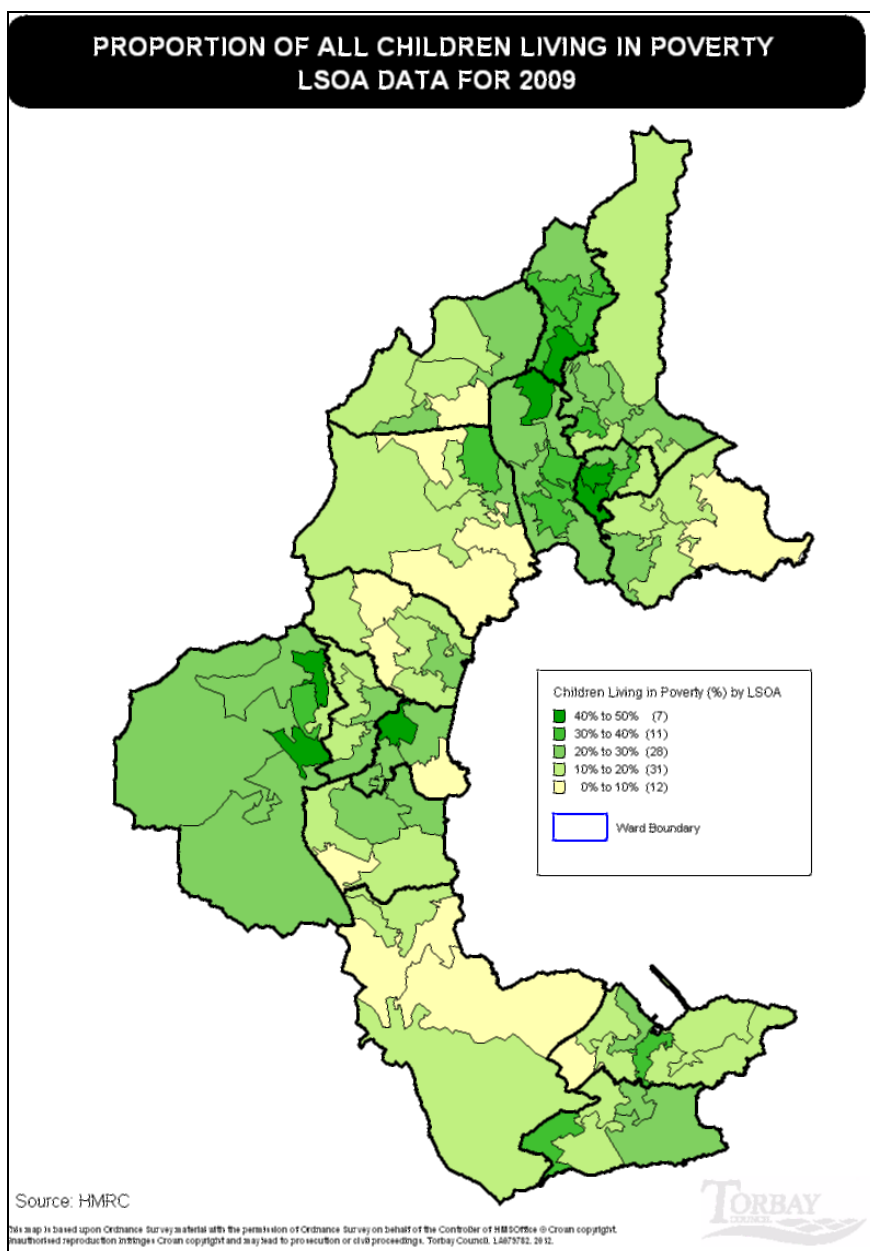 PROPORTION OF ALL CHILDREN LIVING IN POVERTY
LSOA DATA FOR 2009
Children Living in Poverty (%) by LSOA
40% to 50% (7)
30% to 40% (11)
20% to 30% (28)
10% to 20% (31)
0% to 10% (12)
Ward Boundary
Source: HMRC
TORBAY
COUNCIL
This map is based upon Ordnance Survey material with the permission of Ordnance Survey on behalf of the Controller of HMSOffice © Crown copyright.
Unauthorised reproduction infringes Crown copyright and may lead to prosecution or civil proceedings. Torbay Council. LA079782. 2012.